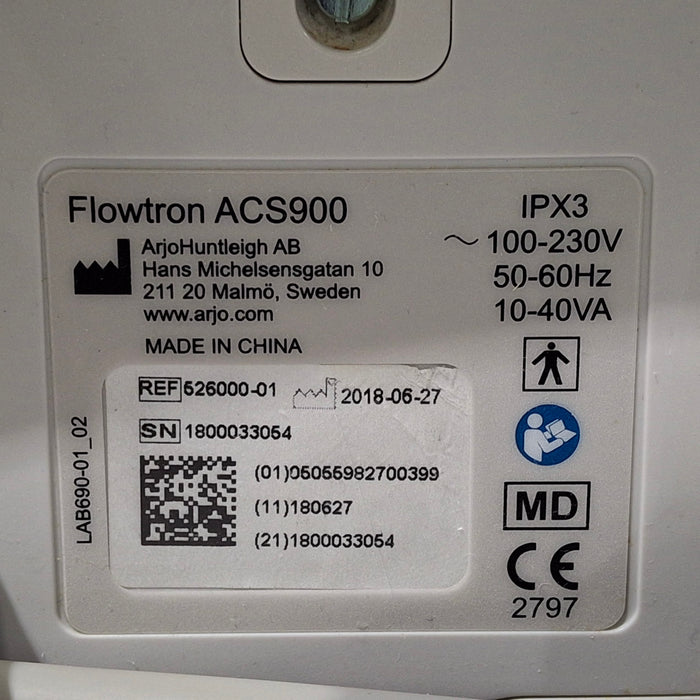 Flowtron ACS900
ArjoHuntleigh AB
Hans Michelsensgatan 10
211 20 Malmö, Sweden
www.arjo.com
MADE IN CHINA
IPX3
~ 100-230V
50-60Hz
10-40VA
REF 526000-01
2018-06-27
SN 1800033054
(01)05055982700399
(11)180627
(21)1800033054
LAB690-01_02
MD
CE
2797